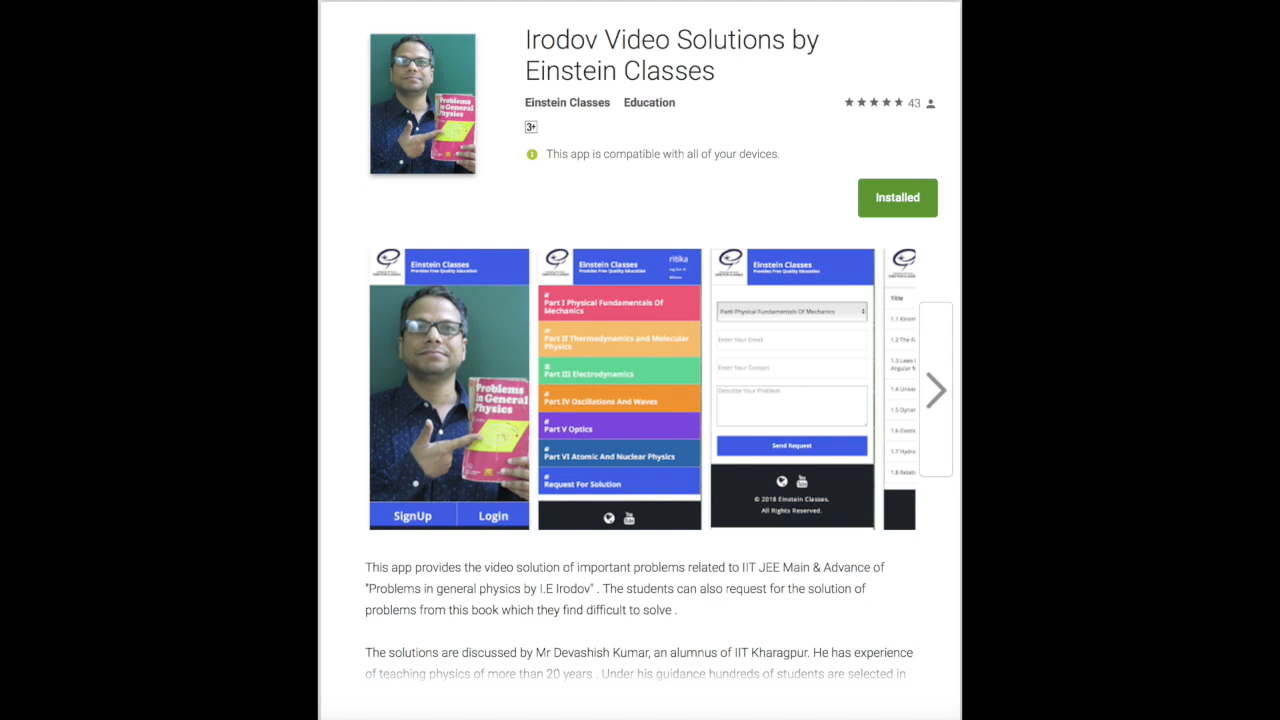 Irodov Video Solutions by
Einstein Classes
Einstein Classes Education
43
3+
This app is compatible with all of your devices.
Installed
Problems
in General
Physics
Einstein Classes
Provides Free Quality Education
Problems
in General
Physics
SignUp Login
Einstein Classes
Provides Free Quality Education
ritika
Part I Physical Fundamentals Of
Mechanics
Part II Thermodynamics and Molecular
Physics
Part III Electrodynamics
Part IV Oscillations And Waves
Part V Optics
Part VI Atomic And Nuclear Physics
Request For Solution
You
Einstein Classes
Provides Free Quality Education
PartI Physical Fundamentals Of Mechanics
Enter Your Email
Enter Your Contact
Describe Your Problem
Send Request
You
© 2018 Einstein Classes.
All Rights Reserved.
Title
This app provides the video solution of important problems related to IIT JEE Main & Advance of
"Problems in general physics by I.E Irodov" . The students can also request for the solution of
problems from this book which they find difficult to solve .
The solutions are discussed by Mr Devashish Kumar, an alumnus of IIT Kharagpur. He has experience
of teaching physics of more than 20 years . Under his guidance hundreds of students are selected in